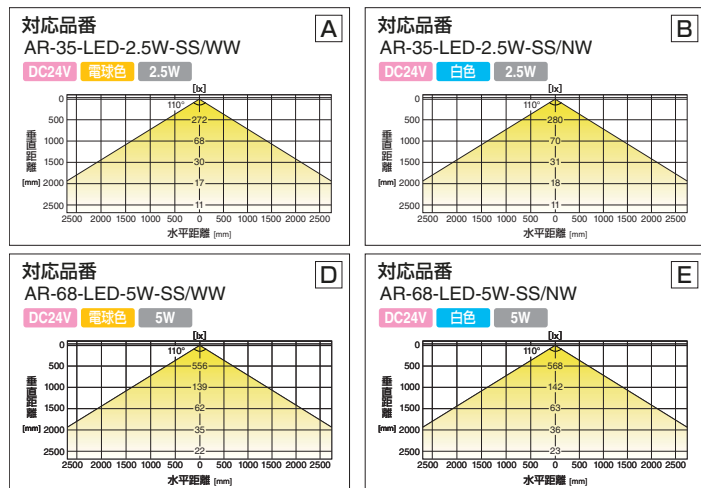 対応品番
A
AR-35-LED-2.5W-SS/WW
DC24V 電球色 2.5W
[lx]
0
110°
500
272
1000
68
1500
30
2000
17
2500
11
垂直距離
[mm]
2500 2000 1500 1000 500 0 500 1000 1500 2000 2500
水平距離 [mm]
対応品番
B
AR-35-LED-2.5W-SS/NW
DC24V 白色 2.5W
[lx]
0
110°
500
280
1000
70
1500
31
2000
18
2500
11
垂直距離
[mm]
2500 2000 1500 1000 500 0 500 1000 1500 2000 2500
水平距離 [mm]
対応品番
D
AR-68-LED-5W-SS/WW
DC24V 電球色 5W
[lx]
0
110°
500
556
1000
139
1500
62
2000
35
2500
22
垂直距離
[mm]
2500 2000 1500 1000 500 0 500 1000 1500 2000 2500
水平距離 [mm]
対応品番
E
AR-68-LED-5W-SS/NW
DC24V 白色 5W
[lx]
0
110°
500
568
1000
142
1500
63
2000
36
2500
23
垂直距離
[mm]
2500 2000 1500 1000 500 0 500 1000 1500 2000 2500
水平距離 [mm]